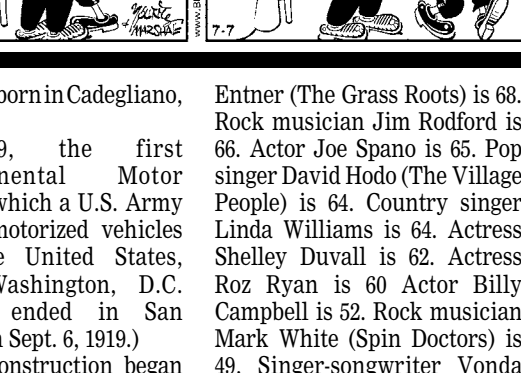 7-7
born in Cadegliano,
9, the first
nental Motor
which a U.S. Army
motorized vehicles
e United States,
Washington, D.C.
ended in San
n Sept. 6, 1919.)
onstruction began
Entner (The Grass Roots) is 68.
Rock musician Jim Rodford is
66. Actor Joe Spano is 65. Pop
singer David Hodo (The Village
People) is 64. Country singer
Linda Williams is 64. Actress
Shelley Duvall is 62. Actress
Roz Ryan is 60 Actor Billy
Campbell is 52. Rock musician
Mark White (Spin Doctors) is
49. Singer-songwriter Vonda